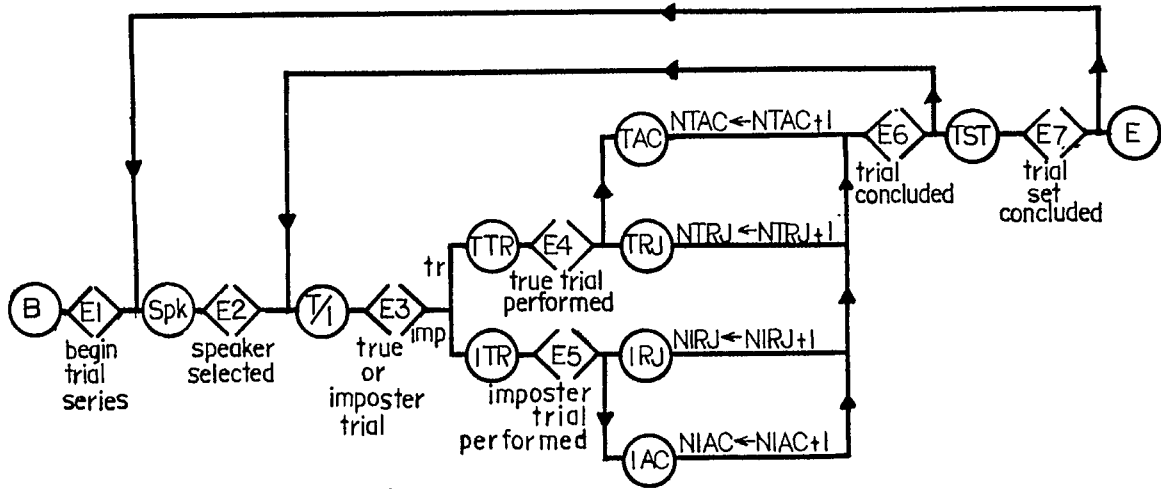 TAC
NTAC←NTAC+1
E6
trial
concluded
TST
E7
trial
set
concluded
E
tr
TTR
E4
true trial
performed
TRJ
NTRJ←NTRJ+1
B
E1
begin
trial
series
Spk
E2
speaker
selected
T/I
E3
true
or
imposter
trial
imp
ITR
E5
imposter
trial
performed
IRJ
NIRJ←NIRJ+1
IAC
NIAC←NIAC+1